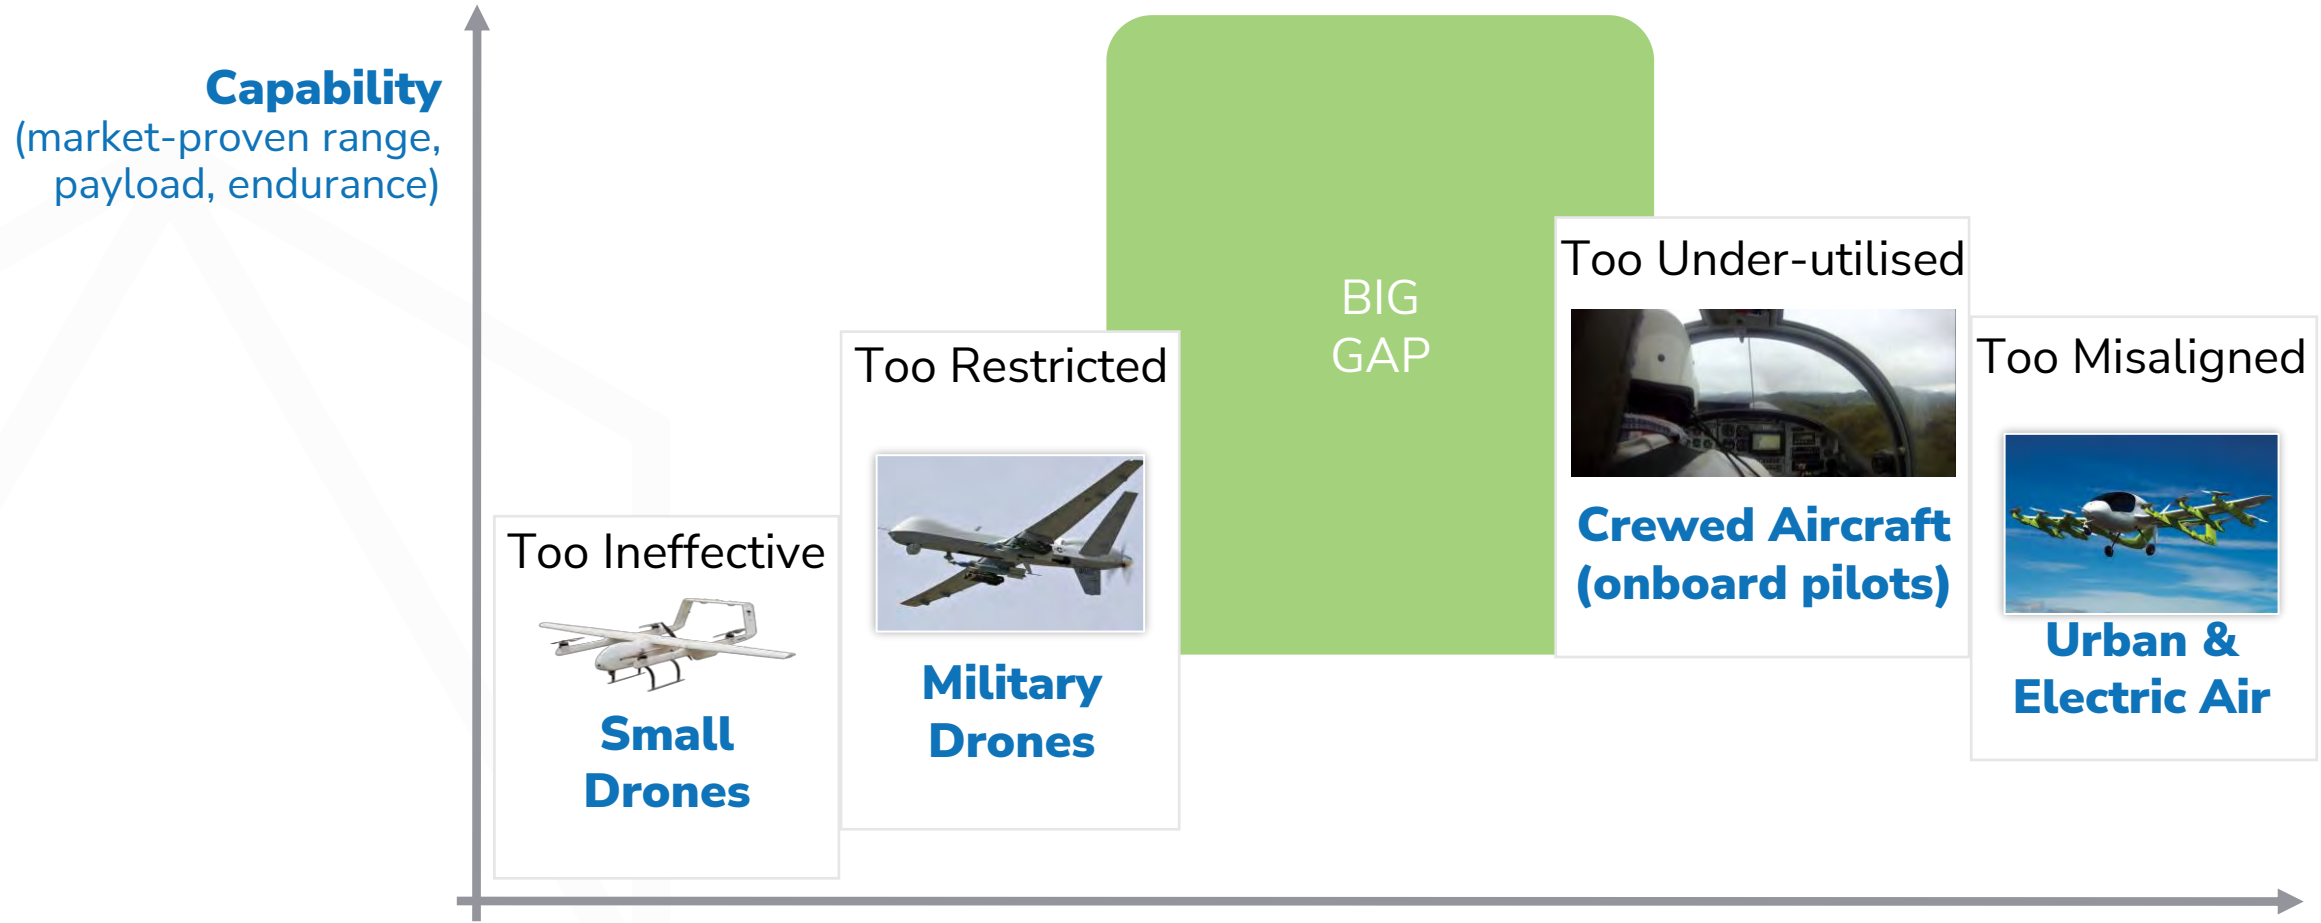 Capability
(market-proven range,
payload, endurance)
BIG
GAP
Too Ineffective
Small
Drones
Too Restricted
Military
Drones
Too Under-utilised
Crewed Aircraft
(onboard pilots)
Too Misaligned
Urban &
Electric Air